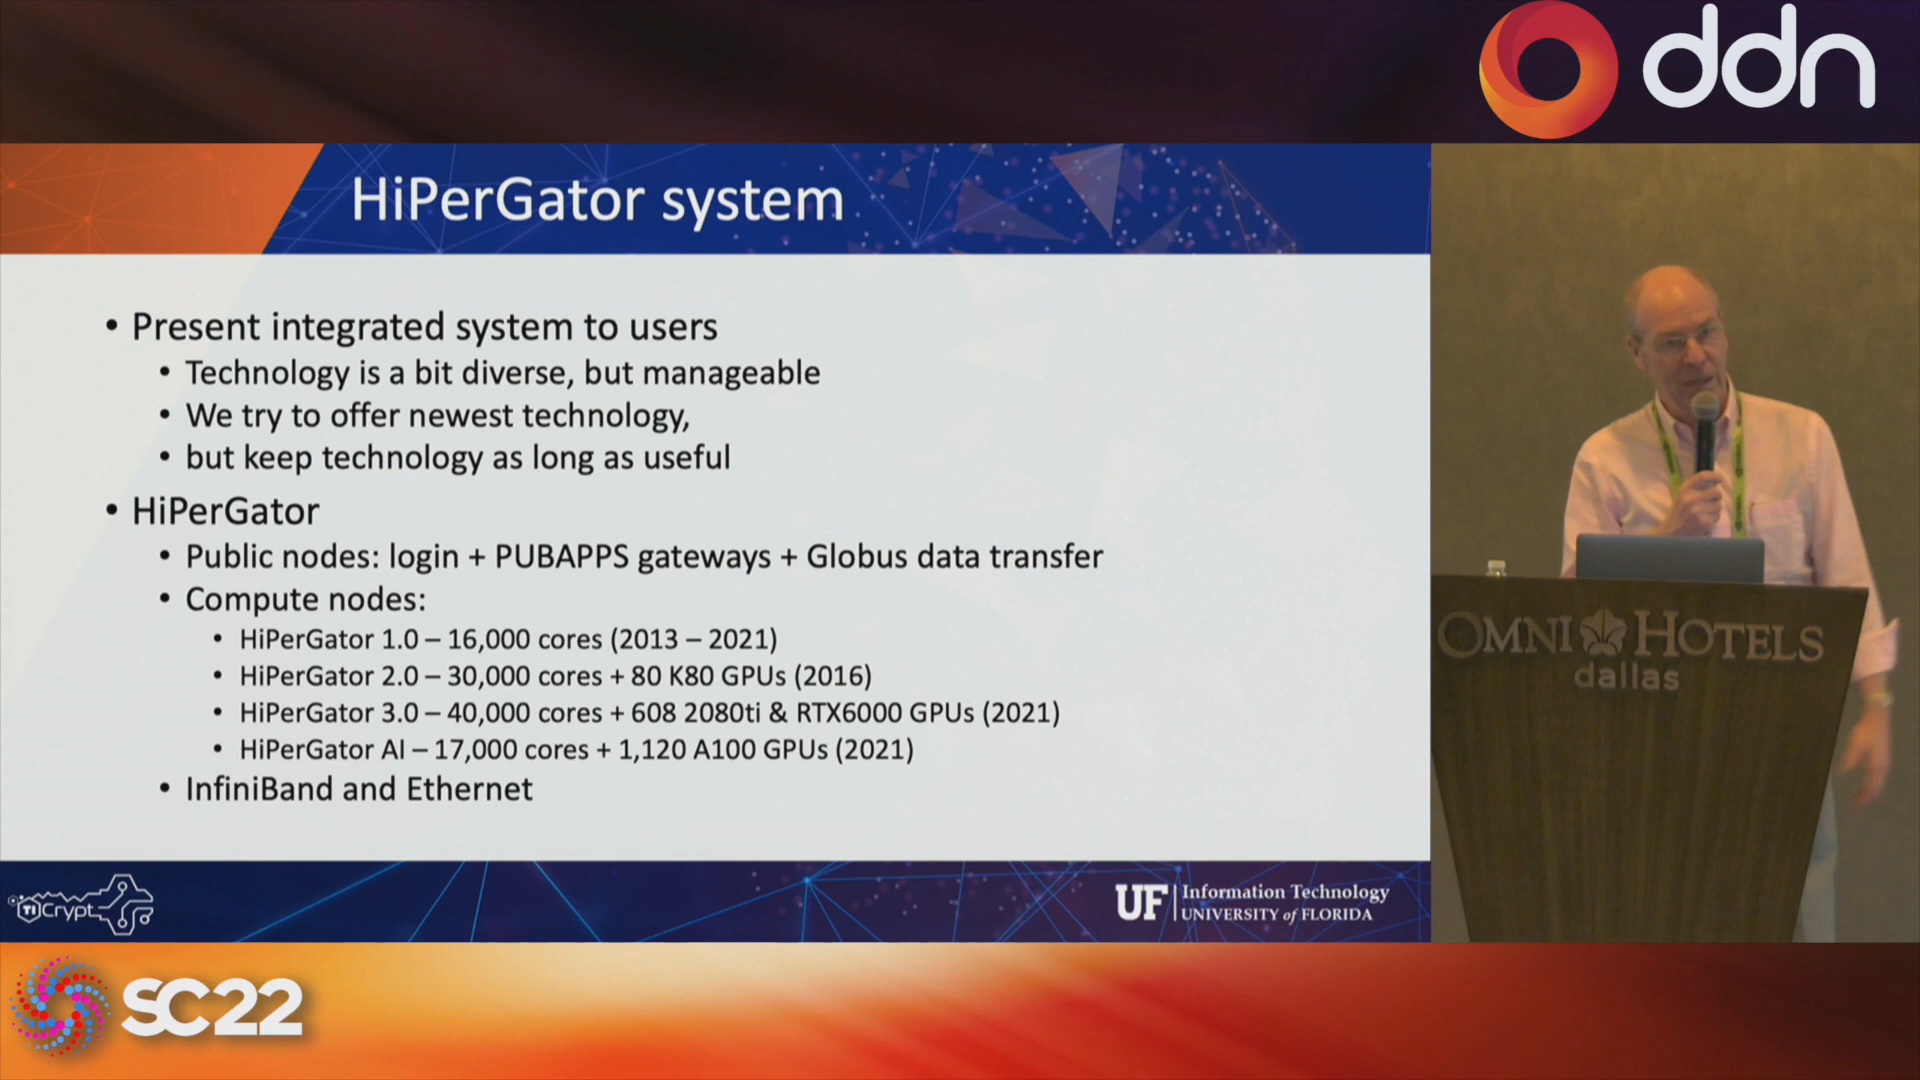 ddn
HiPerGator system
• Present integrated system to users
• Technology is a bit diverse, but manageable
• We try to offer newest technology,
• but keep technology as long as useful
• HiPerGator
• Public nodes: login + PUBAPPS gateways + Globus data transfer
• Compute nodes:
• HiPerGator 1.0 – 16,000 cores (2013 – 2021)
• HiPerGator 2.0 – 30,000 cores + 80 K80 GPUs (2016)
• HiPerGator 3.0 – 40,000 cores + 608 2080ti & RTX6000 GPUs (2021)
• HiPerGator AI – 17,000 cores + 1,120 A100 GPUs (2021)
• InfiniBand and Ethernet
OMNI HOTELS
dallas
TiCrypt
UF Information Technology
UNIVERSITY of FLORIDA
SC22